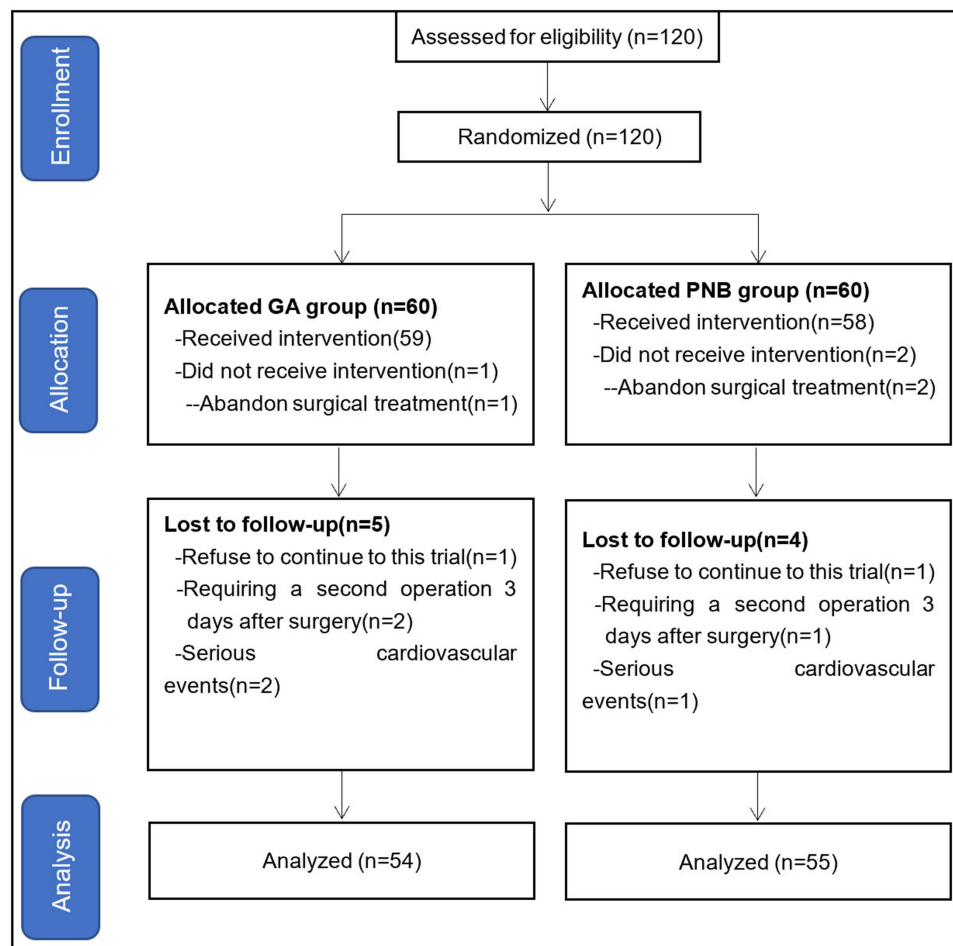 Enrollment
Assessed for eligibility (n=120)
Randomized (n=120)
Allocation
Allocated GA group (n=60)
-Received intervention(59)
-Did not receive intervention(n=1)
--Abandon surgical treatment(n=1)
Allocated PNB group (n=60)
-Received intervention(n=58)
-Did not receive intervention(n=2)
--Abandon surgical treatment(n=2)
Follow-up
Lost to follow-up(n=5)
-Refuse to continue to this trial(n=1)
-Requiring a second operation 3
days after surgery(n=2)
-Serious cardiovascular
events(n=2)
Lost to follow-up(n=4)
-Refuse to continue to this trial(n=1)
-Requiring a second operation 3
days after surgery(n=1)
-Serious cardiovascular
events(n=1)
Analysis
Analyzed (n=54)
Analyzed (n=55)